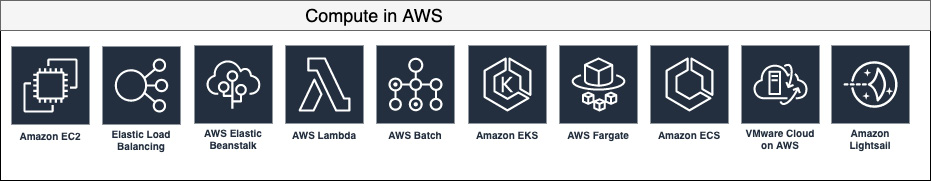 Compute in AWS
Amazon EC2
Elastic Load
Balancing
AWS Elastic
Beanstalk
AWS Lambda
AWS Batch
K
Amazon EKS
AWS Fargate
Amazon ECS
VMware Cloud
on AWS
Amazon
Lightsail